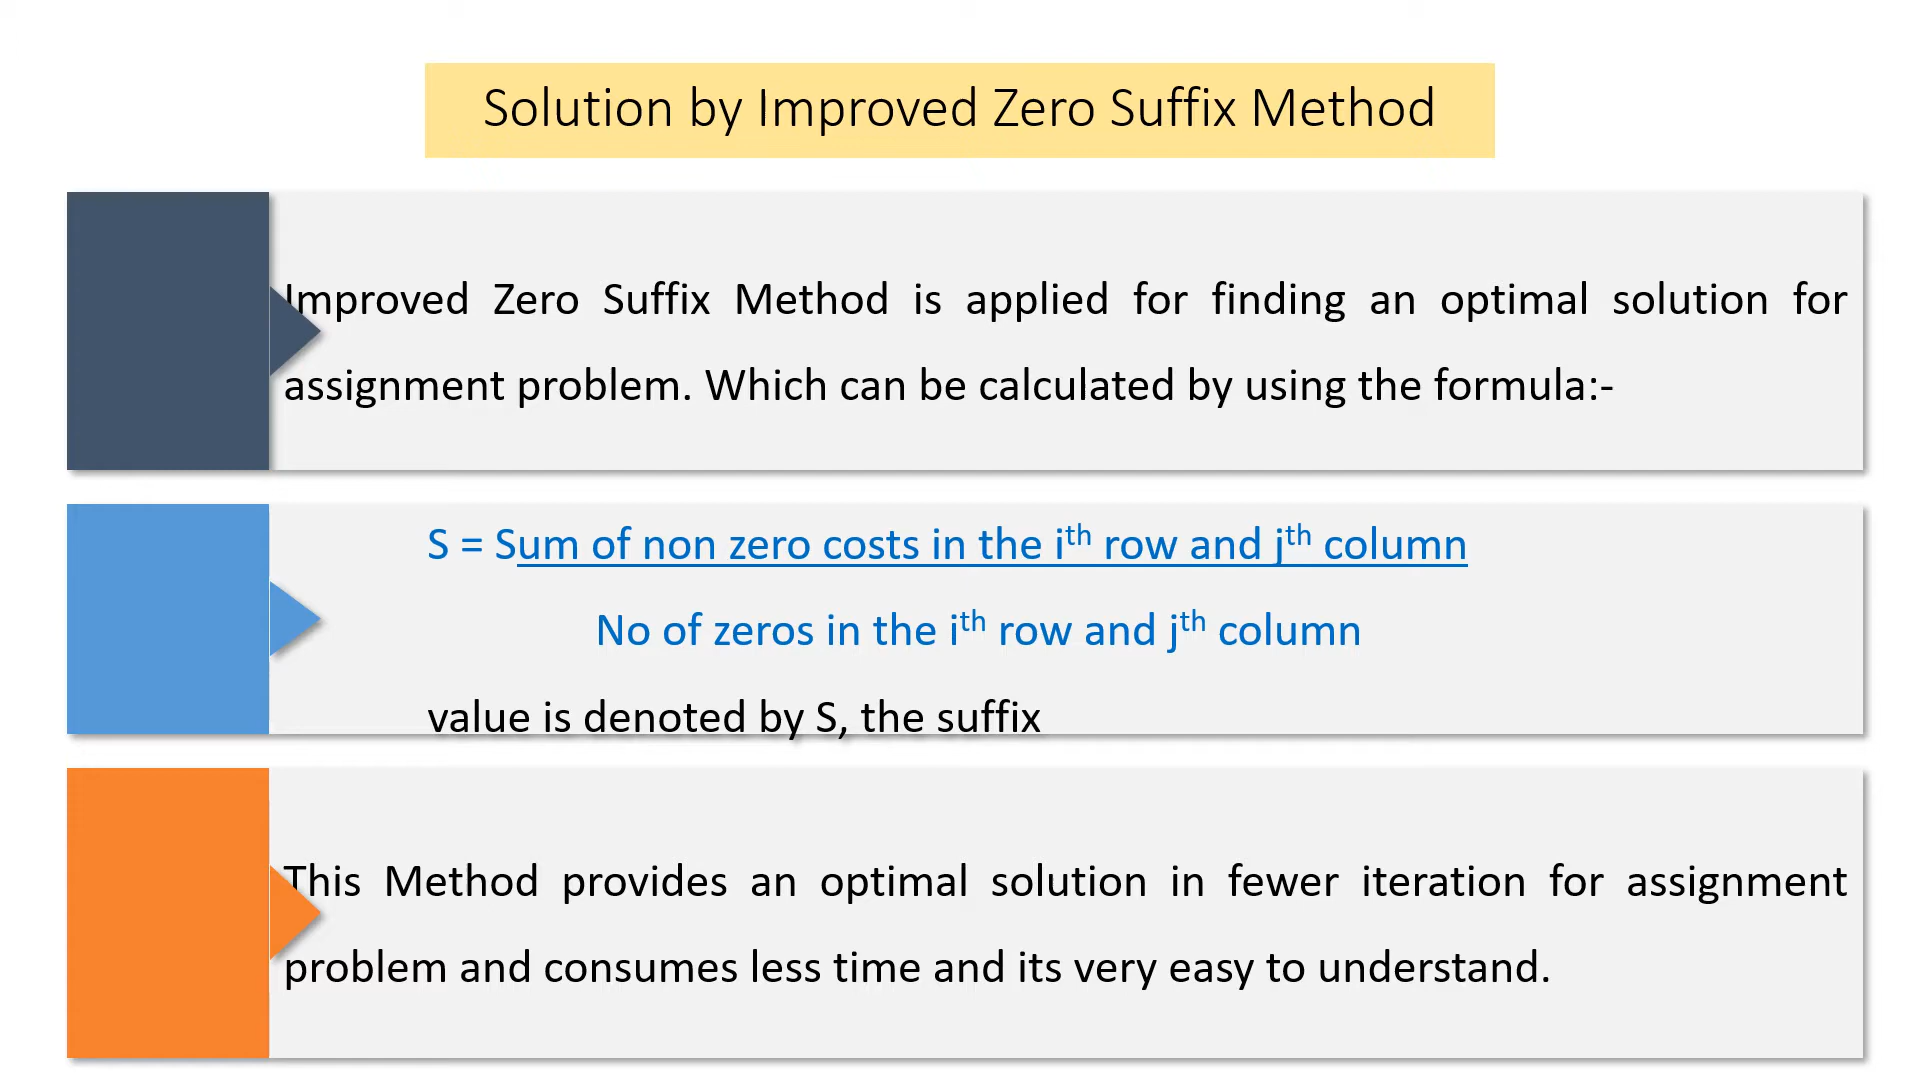 Solution by Improved Zero Suffix Method
Improved Zero Suffix Method is applied for finding an optimal solution for
assignment problem. Which can be calculated by using the formula:-
S = Sum of non zero costs in the iᵗʰ row and jᵗʰ column
No of zeros in the iᵗʰ row and jᵗʰ column
value is denoted by S, the suffix
This Method provides an optimal solution in fewer iteration for assignment
problem and consumes less time and its very easy to understand.